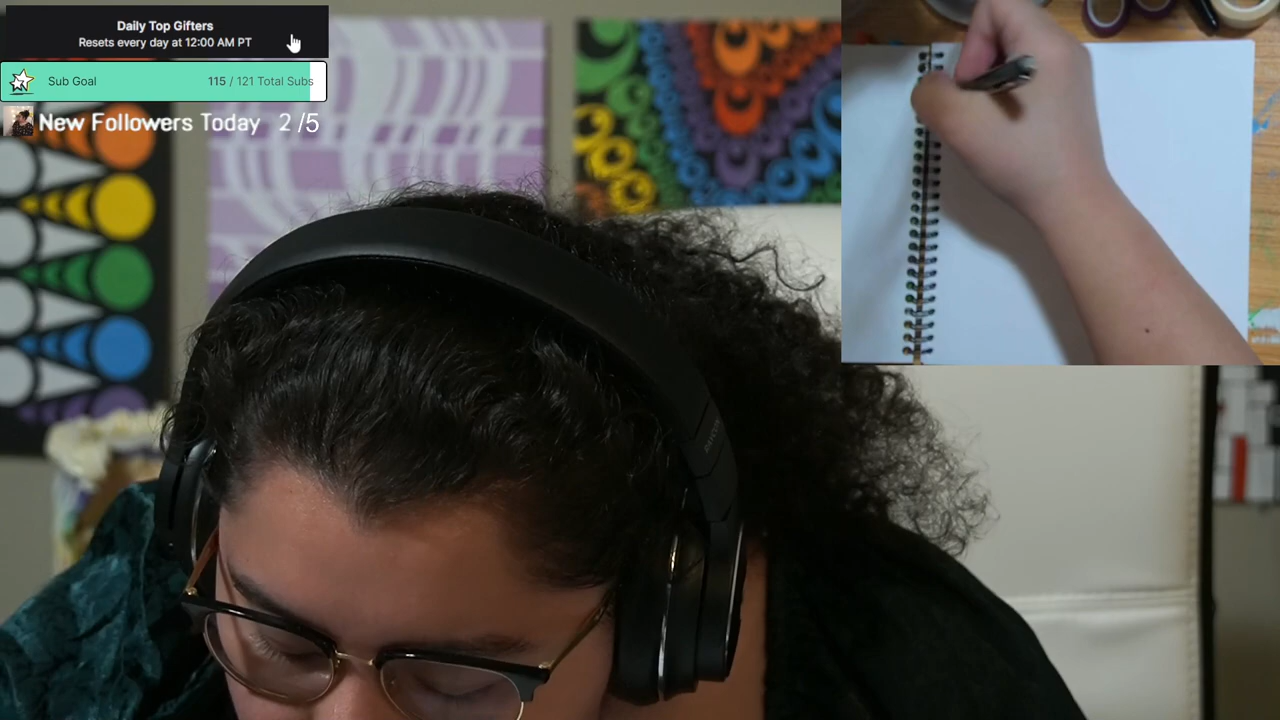 Daily Top Gifters
Resets every day at 12:00 AM PT
Sub Goal 115 / 121 Total Subs
New Followers Today 2 /5